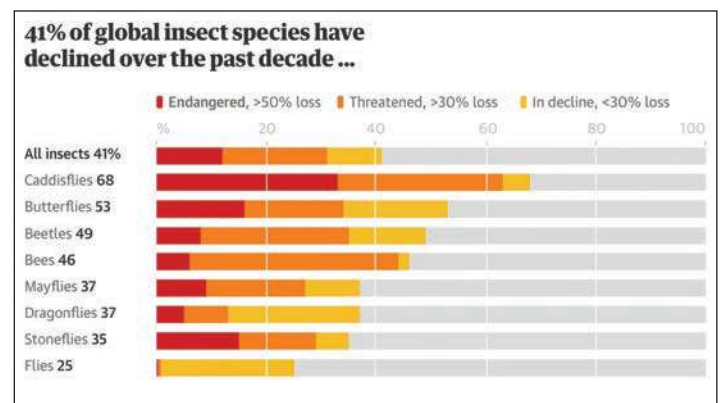 41% of global insect species have
declined over the past decade ...
Endangered, >50% loss Threatened, >30% loss In decline, <30% loss
% 20 40 60 80 100
All insects 41%
Caddisflies 68
Butterflies 53
Beetles 49
Bees 46
Mayflies 37
Dragonflies 37
Stoneflies 35
Flies 25